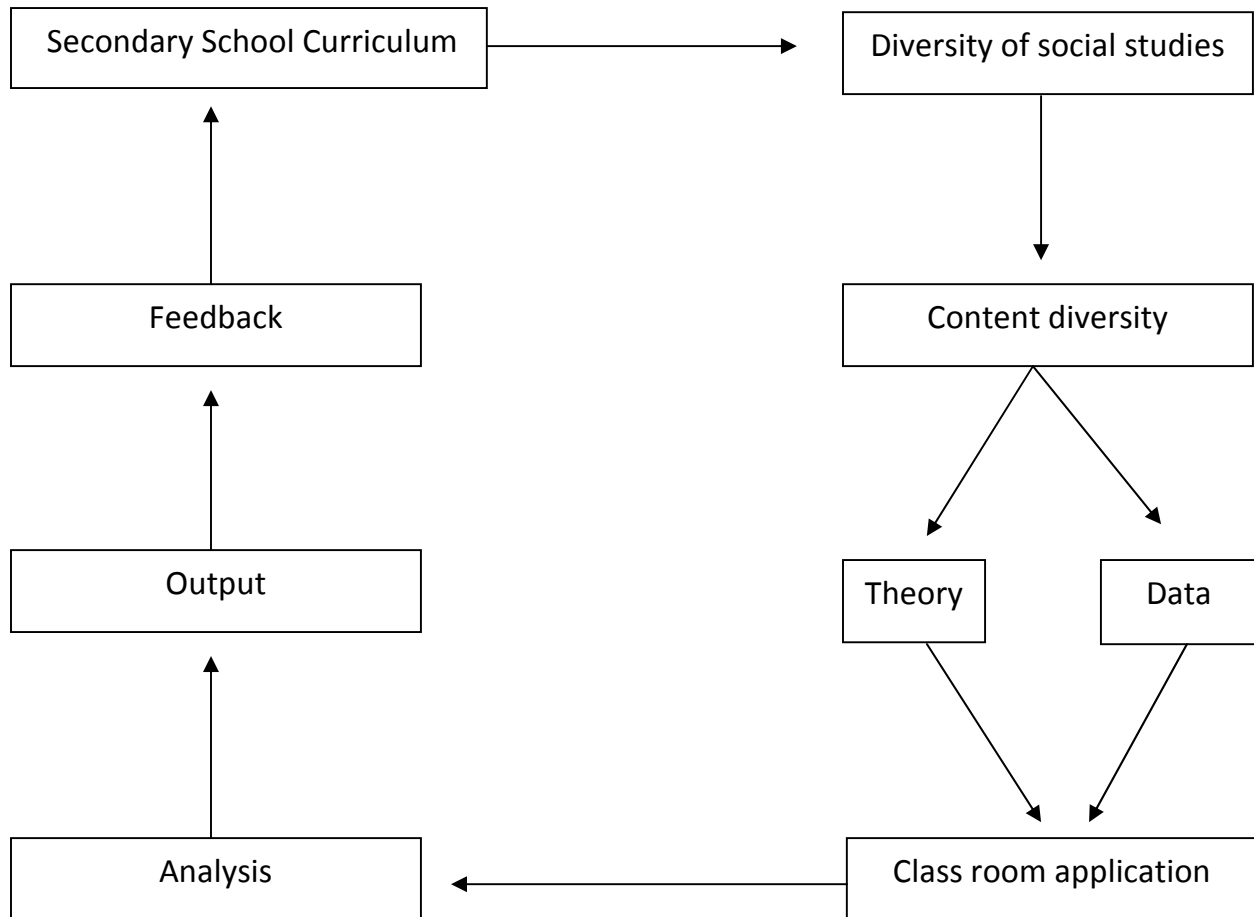 Secondary School Curriculum
Diversity of social studies
Feedback
Content diversity
Output
Theory
Data
Analysis
Class room application